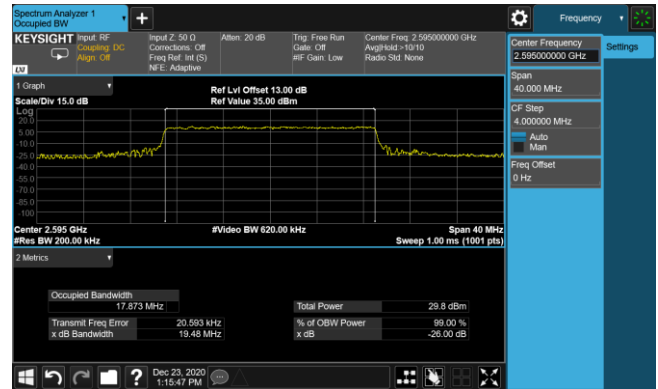 Spectrum Analyzer 1
Occupied BW
Frequency
KEYSIGHT
Input: RF
Coupling: DC
Align: Off
Input Z: 50 Ω
Corrections: Off
Freq Ref: Int (S)
NFE: Adaptive
Atten: 20 dB
Trig: Free Run
Gate: Off
#IF Gain: Low
Center Freq: 2.595000000 GHz
Avg|Hold:>10/10
Radio Std: None
LXI
Center Frequency
2.595000000 GHz
Settings
Span
40.000 MHz
CF Step
4.000000 MHz
Auto
Man
Freq Offset
0 Hz
1 Graph
Scale/Div 15.0 dB
Ref Lvl Offset 13.00 dB
Ref Value 35.00 dBm
Log
20.0
5.00
-10.0
-25.0
-40.0
-55.0
-70.0
-85.0
-100
Center 2.595 GHz
#Video BW 620.00 kHz
Span 40 MHz
#Res BW 200.00 kHz
Sweep 1.00 ms (1001 pts)
2 Metrics
Occupied Bandwidth
17.873 MHz
Total Power
29.8 dBm
Transmit Freq Error
20.593 kHz
% of OBW Power
99.00 %
x dB Bandwidth
19.48 MHz
x dB
-26.00 dB
Dec 23, 2020
1:15:47 PM